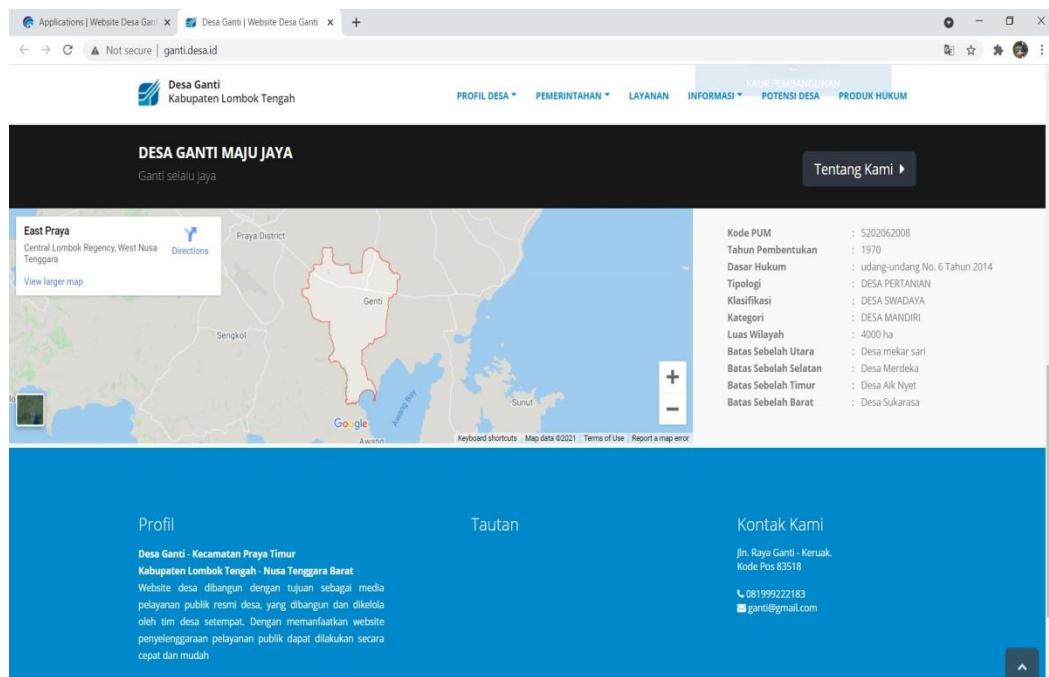 Applications | Website Desa Gan
Desa Ganti | Website Desa Ganti
Not secure | ganti.desa.id
Desa Ganti
Kabupaten Lombok Tengah
KAUR PEMBANGUNAN
PROFIL DESA
PEMERINTAHAN
LAYANAN
INFORMASI
POTENSI DESA
PRODUK HUKUM
DESA GANTI MAJU JAYA
Ganti selalu jaya
Tentang Kami
East Praya
Central Lombok Regency, West Nusa
Tenggara
Directions
View larger map
Praya District
Genti
Sengkol
Awang Bay
Sunut
Google
Awang
Keyboard shortcuts Map data ©2021 Terms of Use Report a map error
Kode PUM : 5202062008
Tahun Pembentukan : 1970
Dasar Hukum : udang-undang No. 6 Tahun 2014
Tipologi : DESA PERTANIAN
Klasifikasi : DESA SWADAYA
Kategori : DESA MANDIRI
Luas Wilayah : 4000 ha
Batas Sebelah Utara : Desa mekar sari
Batas Sebelah Selatan : Desa Merdeka
Batas Sebelah Timur : Desa Aik Nyet
Batas Sebelah Barat : Desa Sukarasa
Profil
Desa Ganti - Kecamatan Praya Timur
Kabupaten Lombok Tengah - Nusa Tenggara Barat
Website desa dibangun dengan tujuan sebagai media
pelayanan publik resmi desa, yang dibangun dan dikelola
oleh tim desa setempat. Dengan memanfaatkan website
penyelenggaraan pelayanan publik dapat dilakukan secara
cepat dan mudah
Tautan
Kontak Kami
Jln. Raya Ganti - Keruak.
Kode Pos 83518
081999222183
ganti@gmail.com